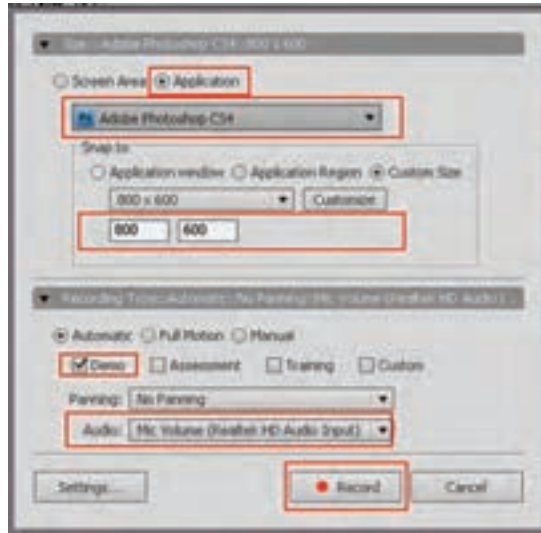 Size: Adobe Photoshop CS4, 800 x 600
Screen Area Application
Adobe Photoshop CS4
Snap to
Application window Application Region Custom Size
800 x 600 Customize
800 600
Recording Type: Automatic, No Panning, Mic Volume (Realtek HD Audio I
Automatic Full Motion Manual
Demo Assessment Training Custom
Panning: No Panning
Audio: Mic Volume (Realtek HD Audio Input)
Settings... Record Cancel